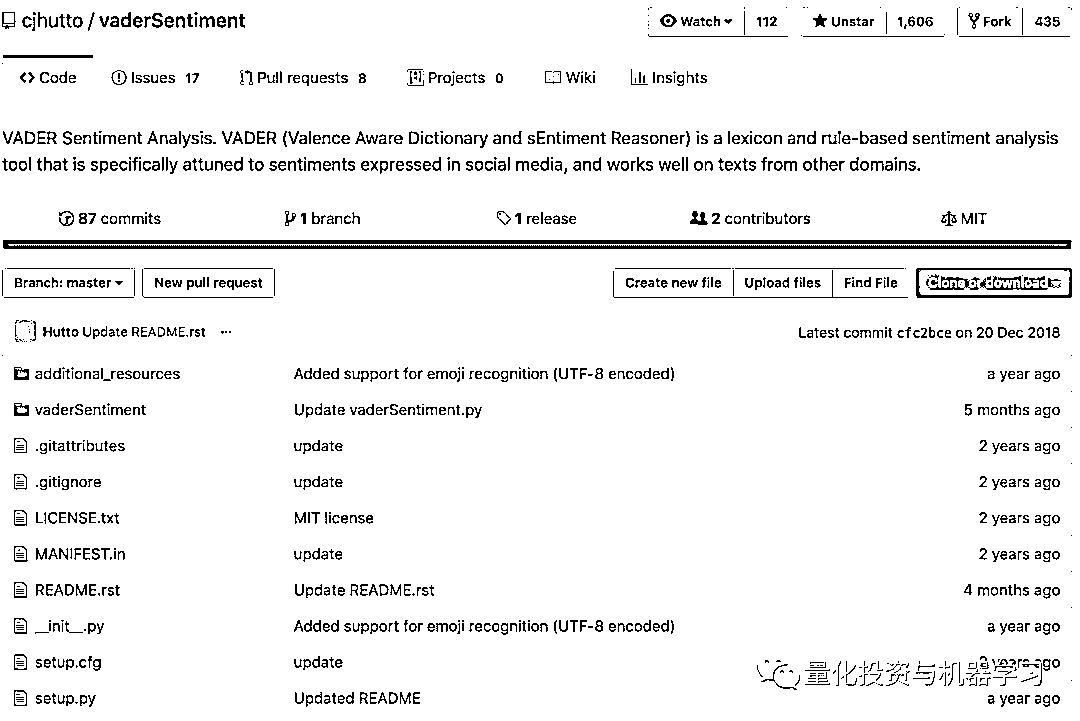 cjhutto / vaderSentiment Watch 112 Unstar 1,606 Fork 435
Code Issues 17 Pull requests 8 Projects 0 Wiki Insights
VADER Sentiment Analysis. VADER (Valence Aware Dictionary and sEntiment Reasoner) is a lexicon and rule-based sentiment analysis
tool that is specifically attuned to sentiments expressed in social media, and works well on texts from other domains.
87 commits 1 branch 1 release 2 contributors MIT
Branch: master New pull request Create new file Upload files Find File Clone or download
Hutto Update README.rst ... Latest commit cfc2bce on 20 Dec 2018
additional_resources Added support for emoji recognition (UTF-8 encoded) a year ago
vaderSentiment Update vaderSentiment.py 5 months ago
.gitattributes update 2 years ago
.gitignore update 2 years ago
LICENSE.txt MIT license 2 years ago
MANIFEST.in update 2 years ago
README.rst Update README.rst 4 months ago
__init__.py Added support for emoji recognition (UTF-8 encoded) a year ago
setup.cfg update 2 years ago
量化投资与机器学习
setup.py Updated README a year ago